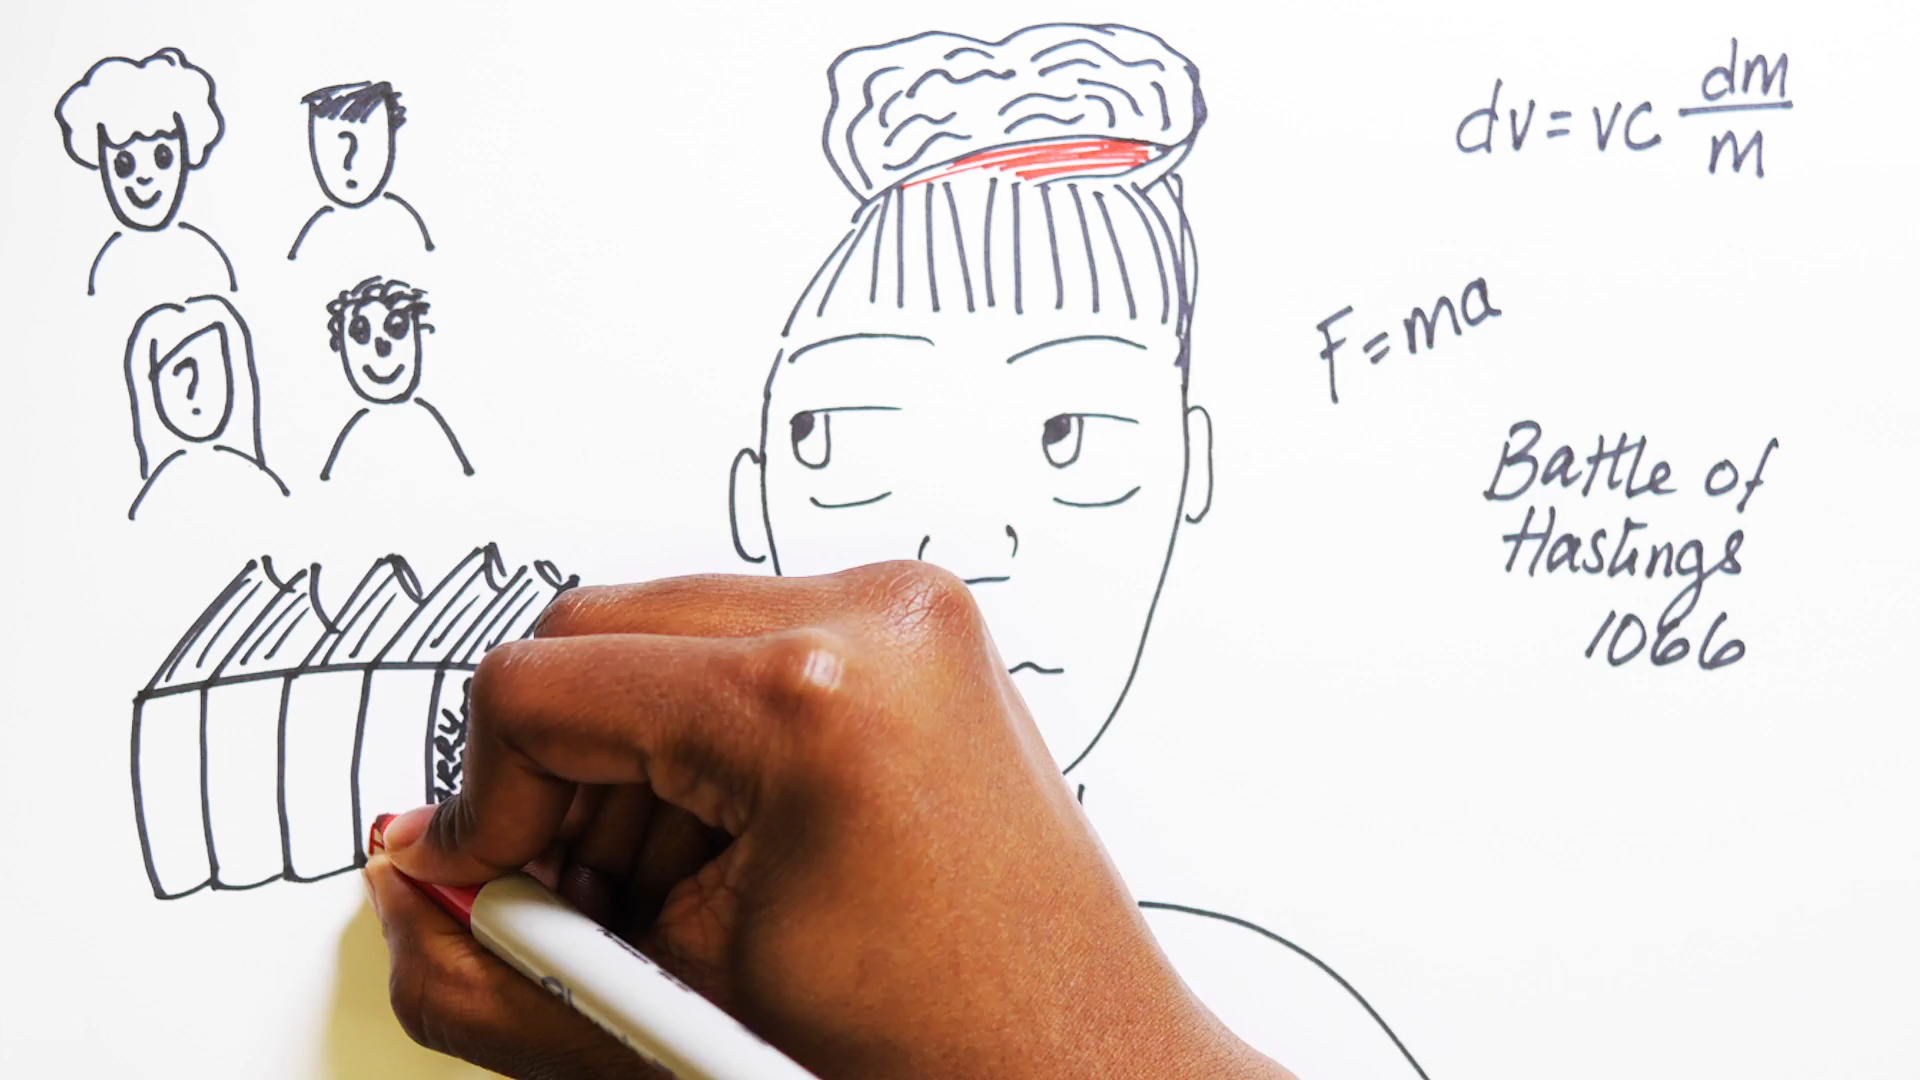 ?
?
dv = vc dm/m
F = ma
Battle of
Hastings
1066